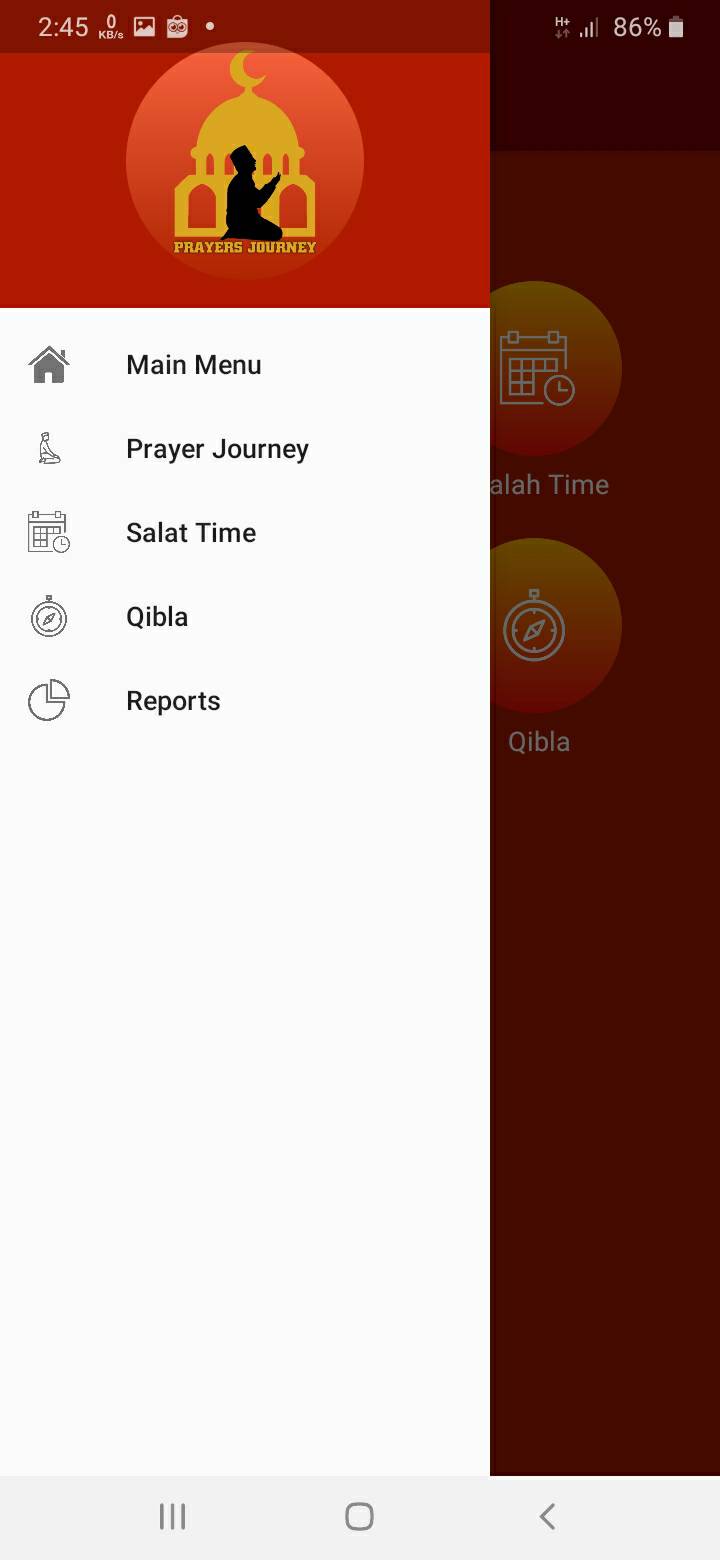 2:45
0
KB/s
H+
86%
PRAYERS JOURNEY
Main Menu
Prayer Journey
Salat Time
Qibla
Reports
alah Time
Qibla